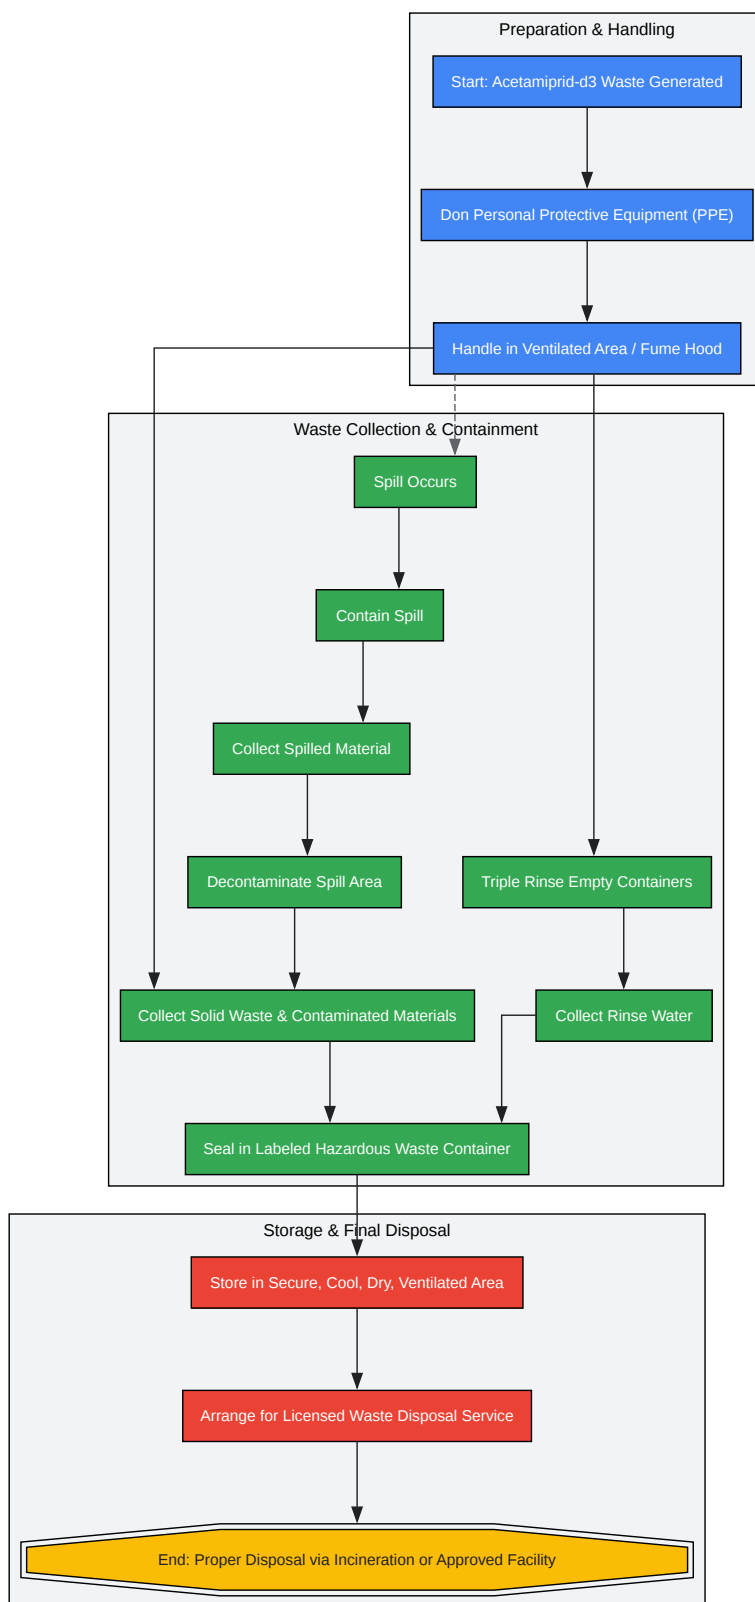 Preparation & Handling
Start: Acetamiprid-d3 Waste Generated
Don Personal Protective Equipment (PPE)
Handle in Ventilated Area / Fume Hood
Waste Collection & Containment
Spill Occurs
Contain Spill
Collect Spilled Material
Decontaminate Spill Area
Triple Rinse Empty Containers
Collect Solid Waste & Contaminated Materials
Collect Rinse Water
Seal in Labeled Hazardous Waste Container
Storage & Final Disposal
Store in Secure, Cool, Dry, Ventilated Area
Arrange for Licensed Waste Disposal Service
End: Proper Disposal via Incineration or Approved Facility